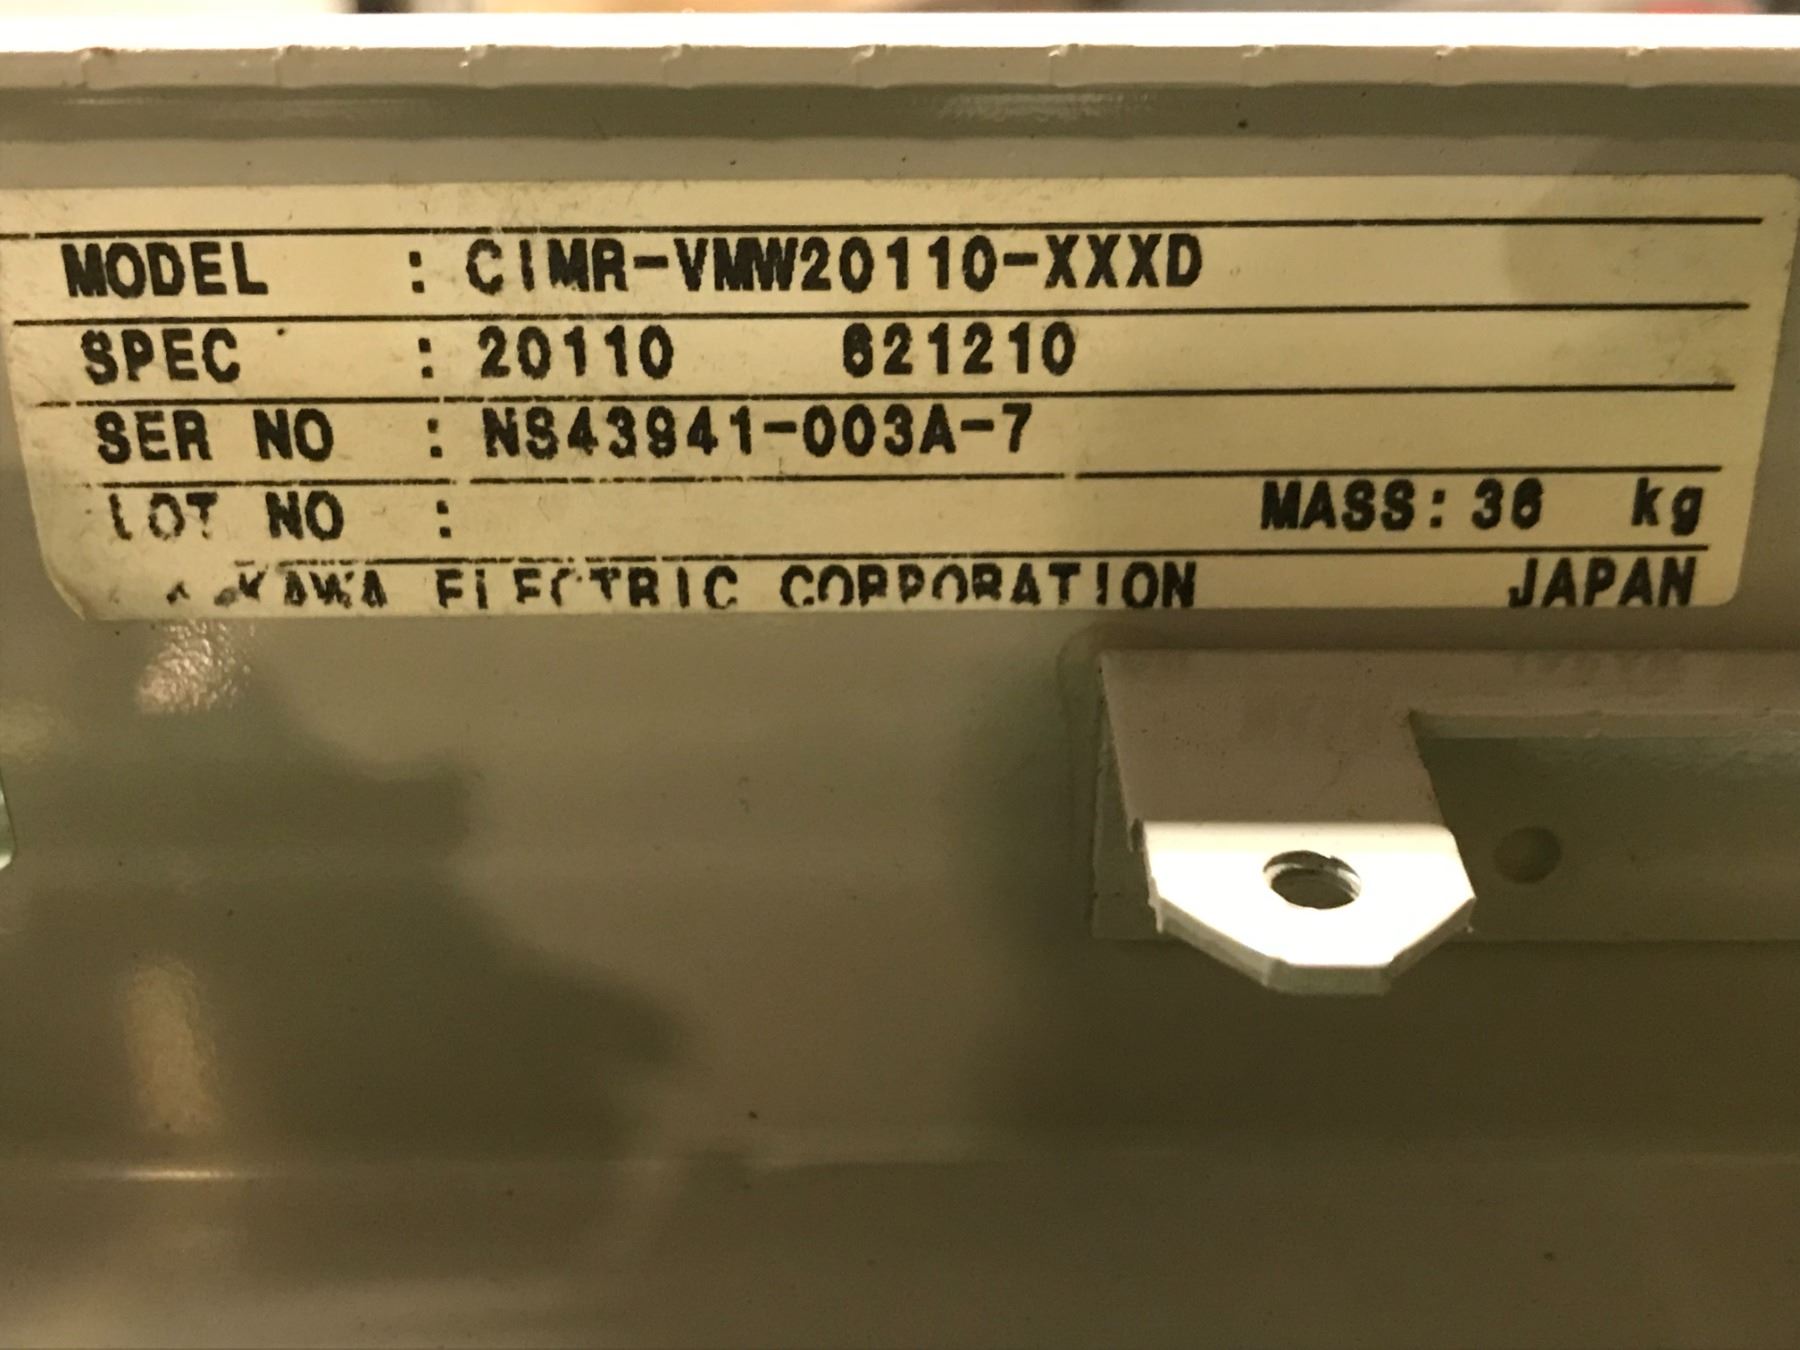 MODEL : CIMR-VMW20110-XXXD
SPEC : 20110 621210
SER NO : NS43941-003A-7
LOT NO :
MASS: 36 kg
ELECTRIC CORPORATION JAPAN